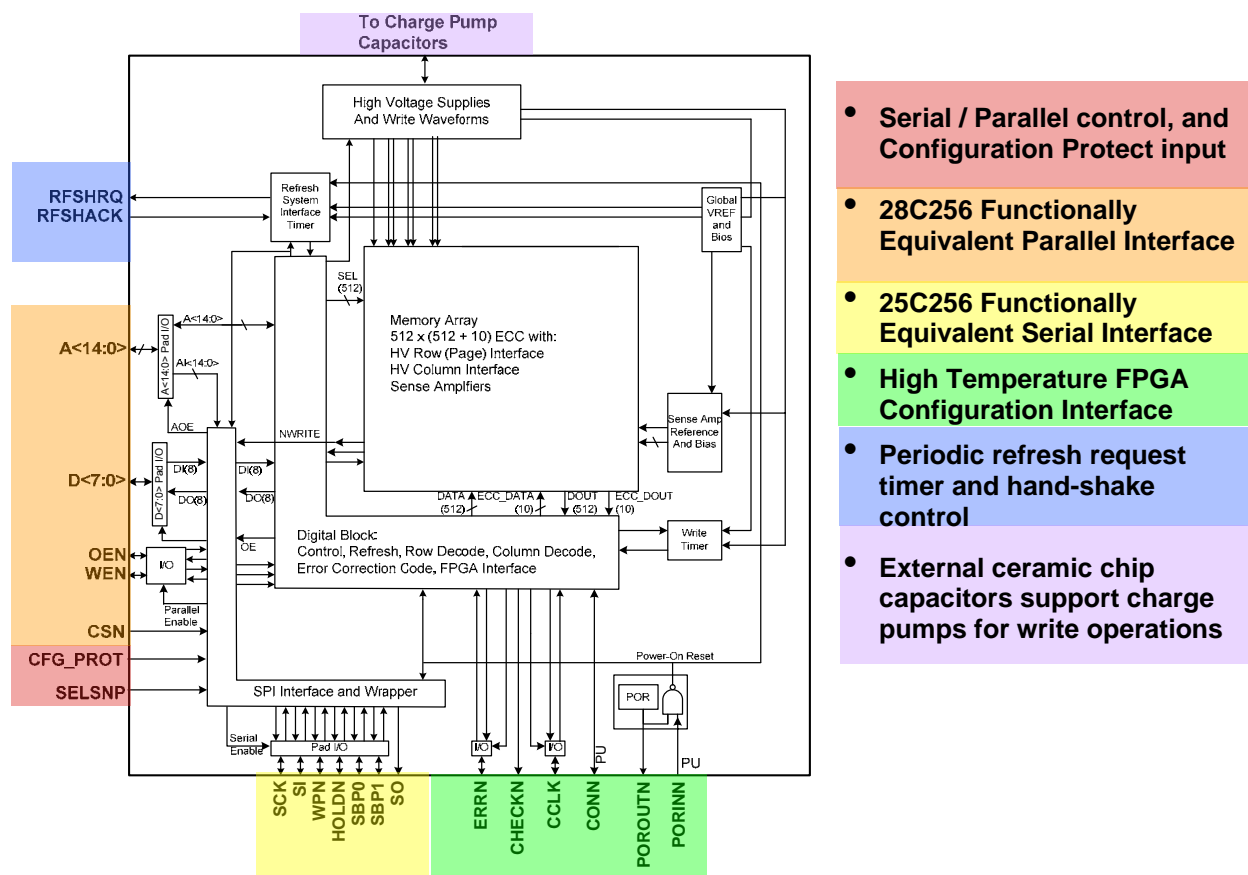 To Charge Pump
Capacitors
High Voltage Supplies
And Write Waveforms
RFSHRQ
RFSHACK
Refresh
System
Interface
Timer
Global
VREF
and
Bios
SEL
(512)
Memory Array
512 x (512 + 10) ECC with:
HV Row (Page) Interface
HV Column Interface
Sense Amplfiers
A<14:0>
A<14:0> Pad I/O
A<14:0>
AI<14:0>
AOE
NWRITE
Sense Amp
Reference
And Bias
D<7:0>
D<7:0> Pad I/O
DI(8)
DI(8)
DO(8)
DO(8)
DATA
(512)
ECC_DATA
(10)
DOUT
(512)
ECC_DOUT
(10)
OE
Digital Block:
Control, Refresh, Row Decode, Column Decode,
Error Correction Code, FPGA Interface
Write
Timer
OEN
WEN
I/O
Parallel
Enable
CSN
CFG_PROT
SELSNP
SPI Interface and Wrapper
Power-On Reset
POR
Serial
Enable
Pad I/O
I/O
I/O
PU
PU
SCK
SI
WPN
HOLDN
SBP0
SBP1
SO
ERRN
CHECKN
CCLK
CONN
POROUTN
PORINN
• Serial / Parallel control, and
Configuration Protect input
• 28C256 Functionally
Equivalent Parallel Interface
• 25C256 Functionally
Equivalent Serial Interface
• High Temperature FPGA
Configuration Interface
• Periodic refresh request
timer and hand-shake
control
• External ceramic chip
capacitors support charge
pumps for write operations